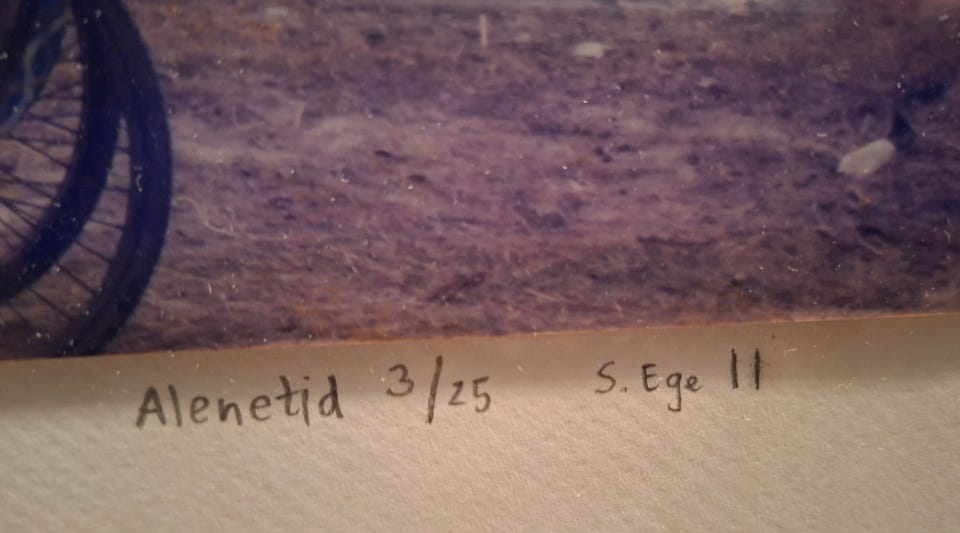 Alenetid 3/25 S. Ege 11